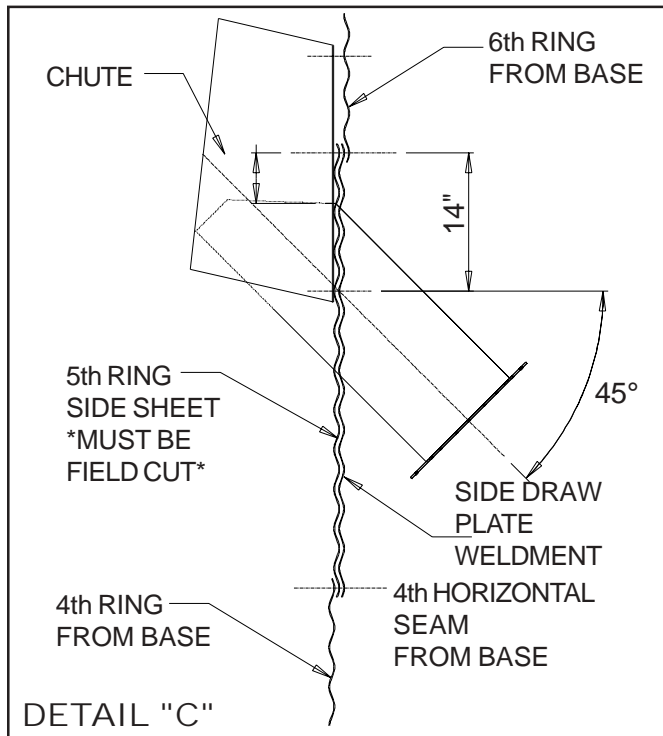 CHUTE
6th RING
FROM BASE
14"
45°
5th RING
SIDE SHEET
*MUST BE
FIELD CUT*
SIDE DRAW
PLATE
WELDMENT
4th RING
FROM BASE
4th HORIZONTAL
SEAM
FROM BASE
DETAIL "C"